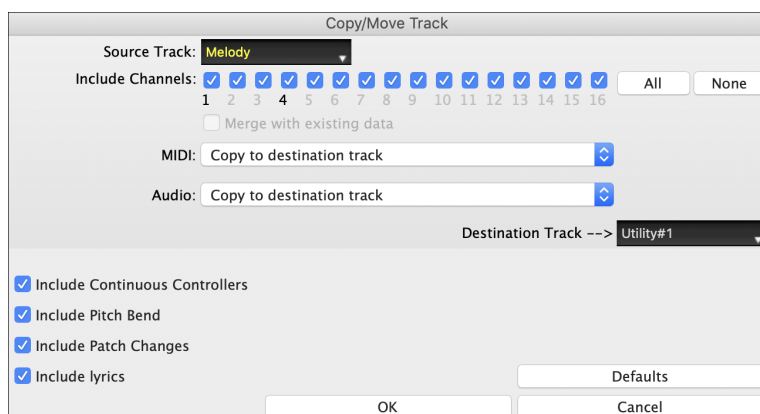 Copy/Move Track
Source Track: Melody
Include Channels: All None
1 2 3 4 5 6 7 8 9 10 11 12 13 14 15 16
Merge with existing data
MIDI: Copy to destination track
Audio: Copy to destination track
Destination Track --> Utility#1
Include Continuous Controllers
Include Pitch Bend
Include Patch Changes
Include lyrics Defaults
OK Cancel